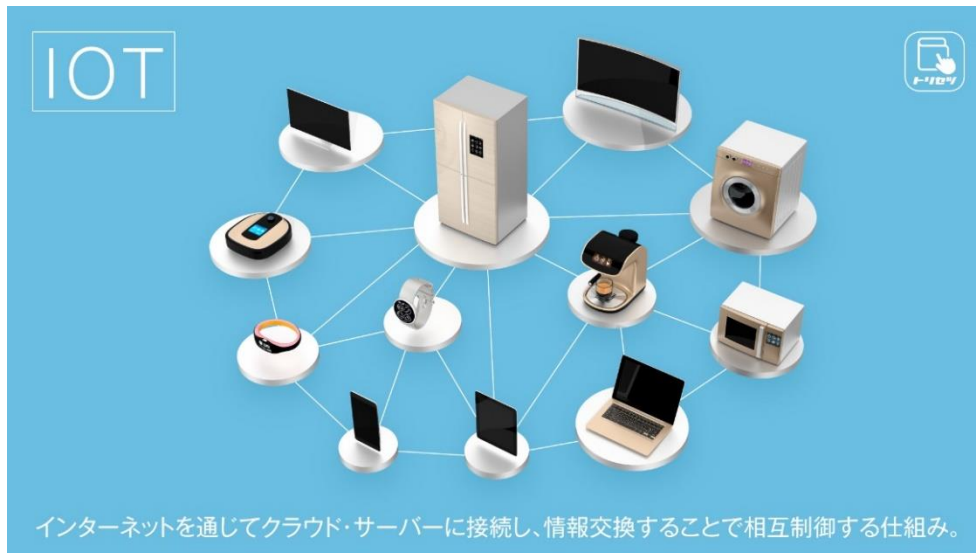 IOT
トリセツ
インターネットを通じてクラウド・サーバーに接続し、情報交換することで相互制御する仕組み。